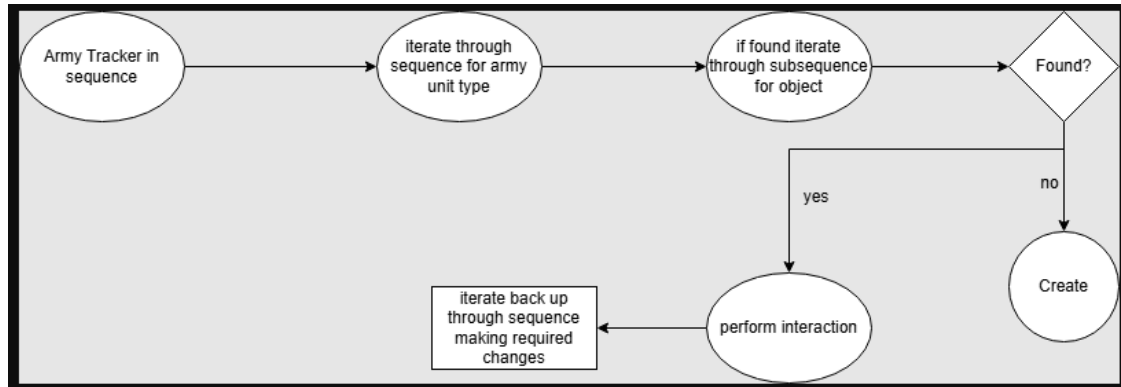 Army Tracker in
sequence
iterate through
sequence for army
unit type
if found iterate
through subsequence
for object
Found?
yes
no
Create
perform interaction
iterate back up
through sequence
making required
changes